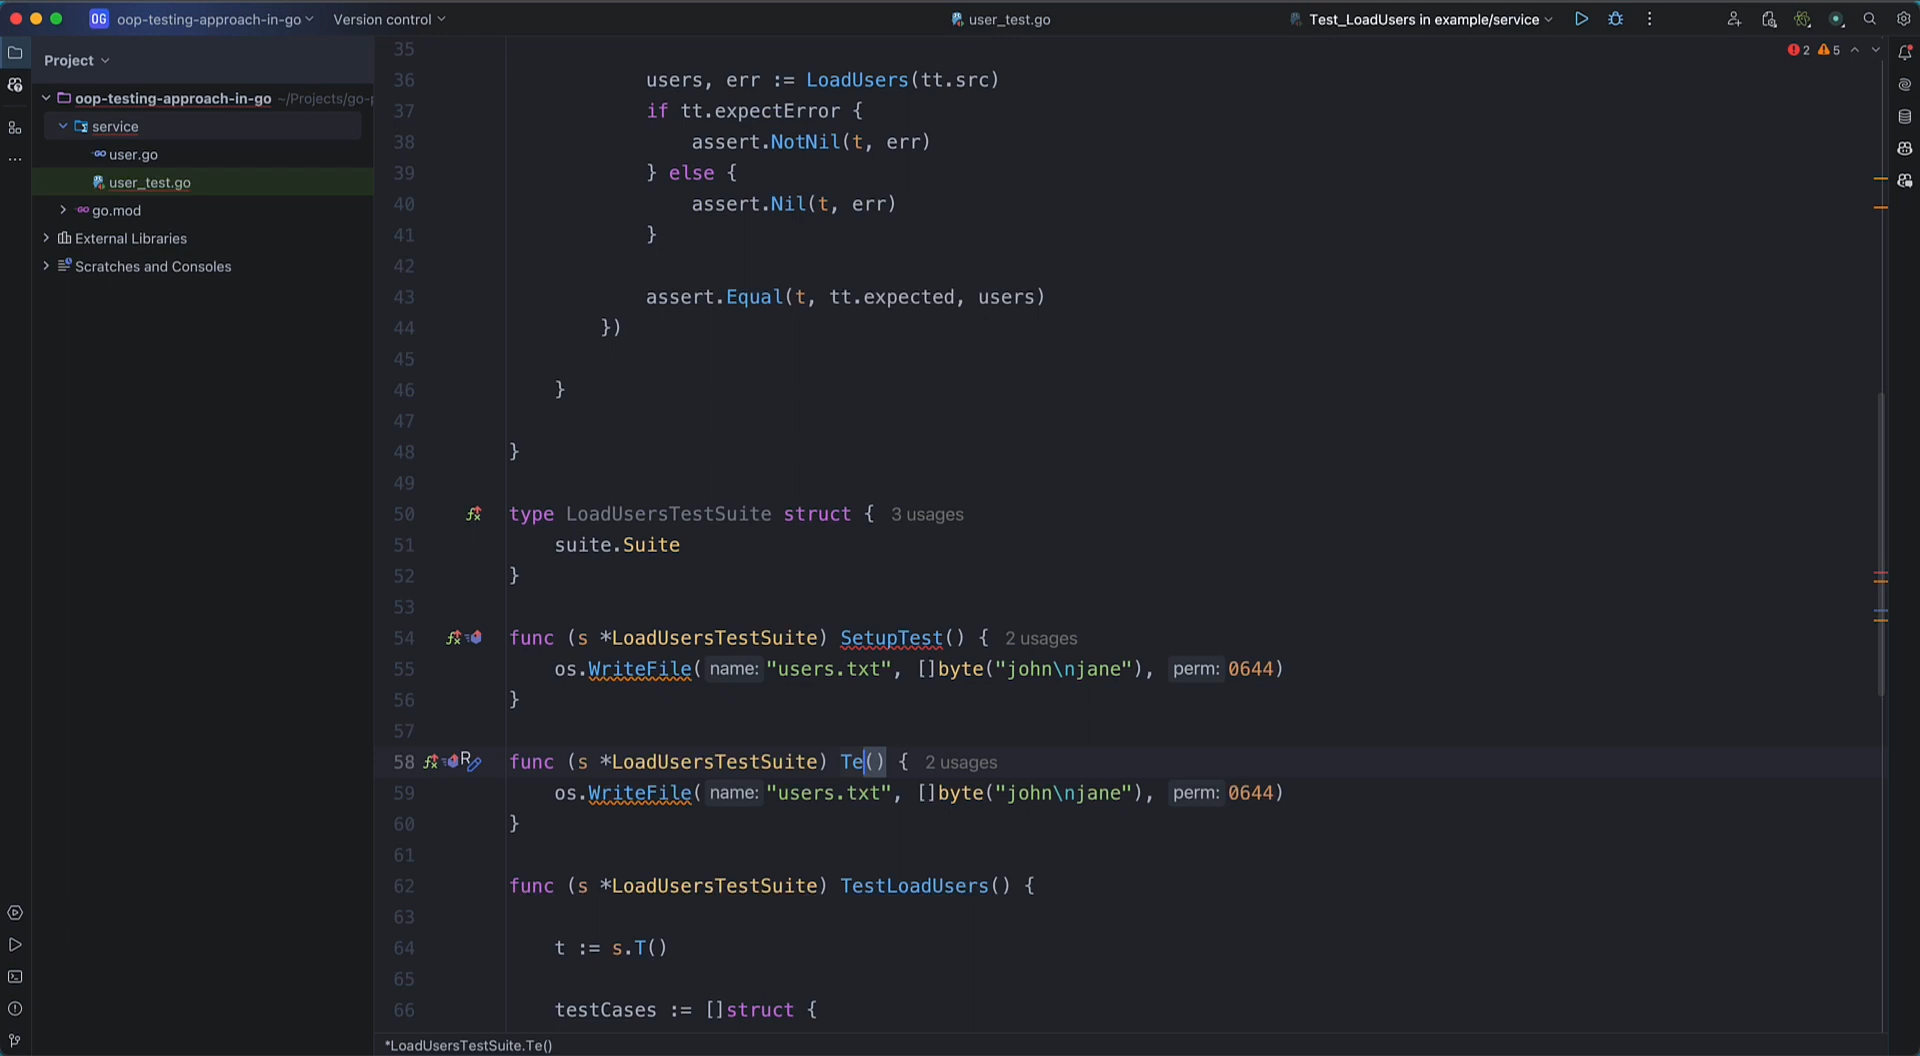 OG oop-testing-approach-in-go Version control user_test.go Test_LoadUsers in example/service
Project
2 5
oop-testing-approach-in-go ~/Projects/go-p
service
user.go
user_test.go
go.mod
External Libraries
Scratches and Consoles
35
36 users, err := LoadUsers(tt.src)
37 if tt.expectError {
38 assert.NotNil(t, err)
39 } else {
40 assert.Nil(t, err)
41 }
42
43 assert.Equal(t, tt.expected, users)
44 })
45
46 }
47
48 }
49
50 type LoadUsersTestSuite struct { 3 usages
51 suite.Suite
52 }
53
54 func (s *LoadUsersTestSuite) SetupTest() { 2 usages
55 os.WriteFile( name: "users.txt", []byte("john\njane"), perm: 0644)
56 }
57
58 func (s *LoadUsersTestSuite) Te() { 2 usages
59 os.WriteFile( name: "users.txt", []byte("john\njane"), perm: 0644)
60 }
61
62 func (s *LoadUsersTestSuite) TestLoadUsers() {
63
64 t := s.T()
65
66 testCases := []struct {
*LoadUsersTestSuite.Te()